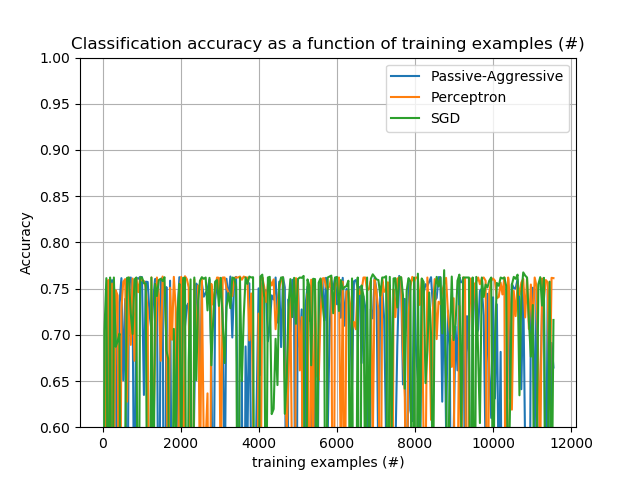 Classification accuracy as a function of training examples (#)
1.00
0.95
0.90
0.85
0.80
0.75
0.70
0.65
0.60
Accuracy
Passive-Aggressive
Perceptron
SGD
0 2000 4000 6000 8000 10000 12000
training examples (#)